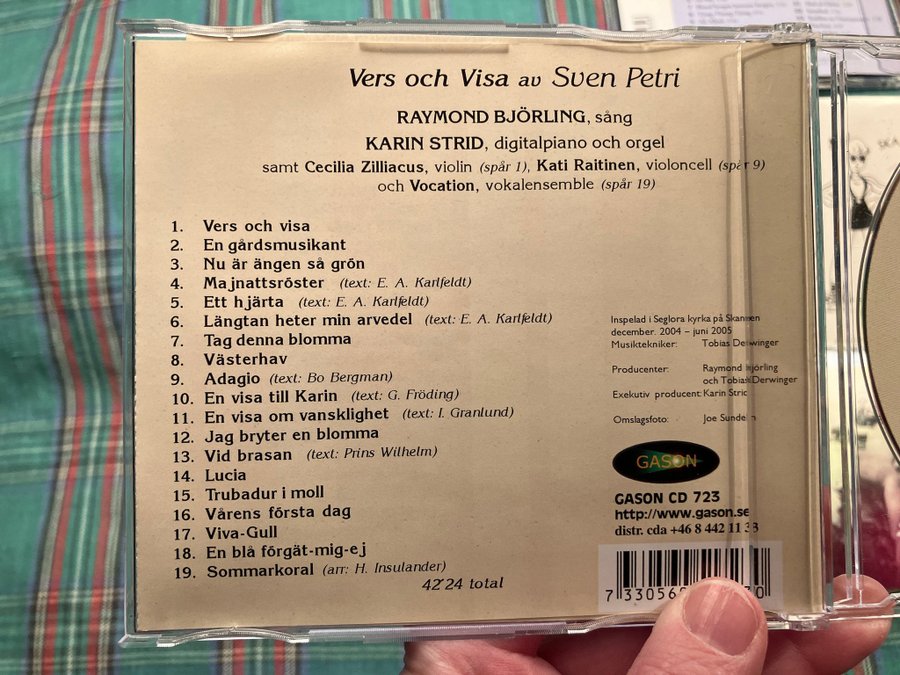 Vers och Visa av Sven Petri
RAYMOND BJÖRLING, sång
KARIN STRID, digitalpiano och orgel
samt Cecilia Zilliacus, violin (spår 1), Kati Raitinen, violoncell (spår 9)
och Vocation, vokalensemble (spår 19)
1. Vers och visa
2. En gårdsmusikant
3. Nu är ängen så grön
4. Majnattsröster (text: E. A. Karlfeldt)
5. Ett hjärta (text: E. A. Karlfeldt)
6. Längtan heter min arvedel (text: E. A. Karlfeldt)
7. Tag denna blomma
8. Västerhav
9. Adagio (text: Bo Bergman)
10. En visa till Karin (text: G. Fröding)
11. En visa om vansklighet (text: I. Granlund)
12. Jag bryter en blomma
13. Vid brasan (text: Prins Wilhelm)
14. Lucia
15. Trubadur i moll
16. Vårens första dag
17. Viva-Gull
18. En blå förgät-mig-ej
19. Sommarkoral (arr: H. Insulander)
42'24 total
Inspelad i Seglora kyrka på Skansen
december. 2004 – juni 2005
Musiktekniker: Tobias Derwinger
Producenter: Raymond Björling
och Tobias Derwinger
Exekutiv producent: Karin Strid
Omslagsfoto: Joe Sundelin
GASON
GASON CD 723
http://www.gason.se
distr. cda +46 8 442 11 33
7 33056